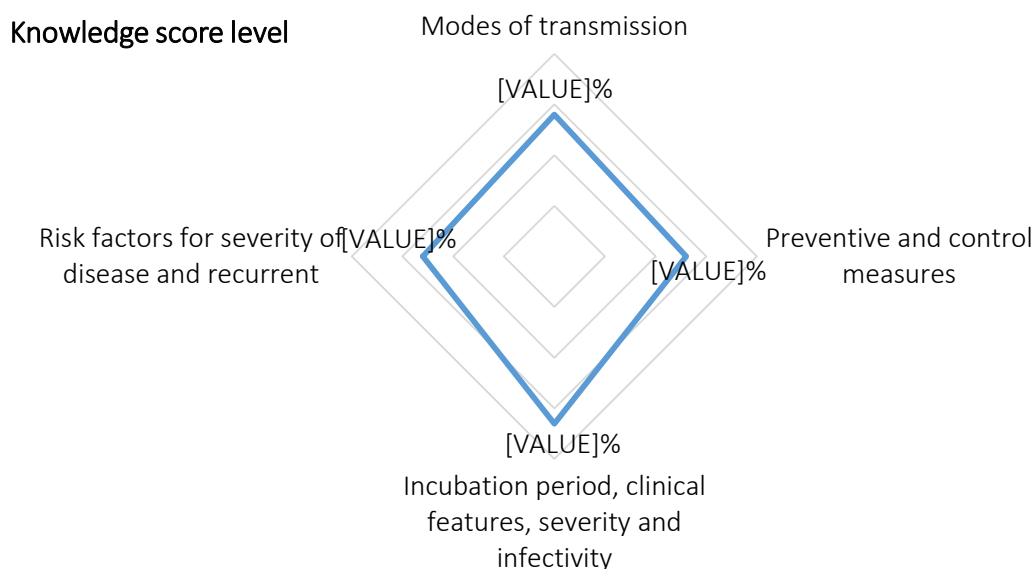 Knowledge score level
Modes of transmission
[VALUE]%
Risk factors for severity of
disease and recurrent
[VALUE]%
[VALUE]%
Preventive and control
measures
[VALUE]%
Incubation period, clinical
features, severity and
infectivity